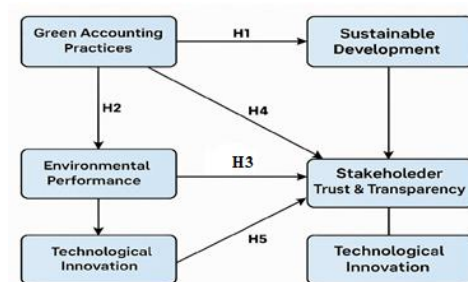 Green Accounting
Practices
H1
Sustainable
Development
H2
H4
Environmental
Performance
H3
Stakeholeder
Trust & Transparency
Technological
Innovation
H5
Technological
Innovation